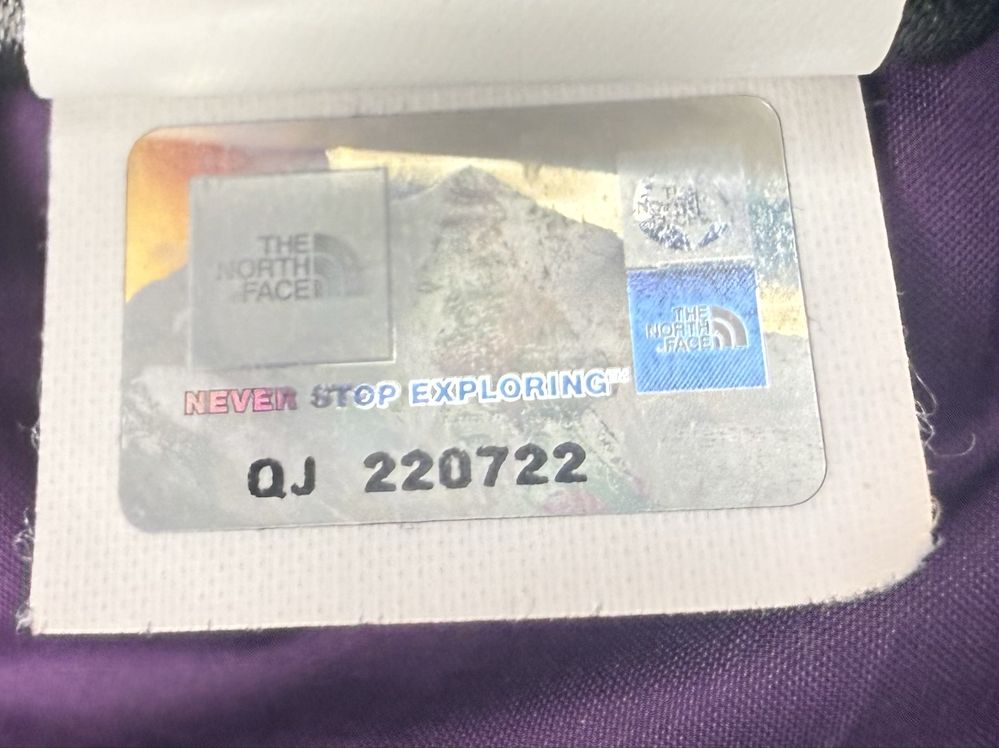 THE
NORTH
FACE
THE
NORTH
FACE
NEVER STOP EXPLORING™
QJ 220722